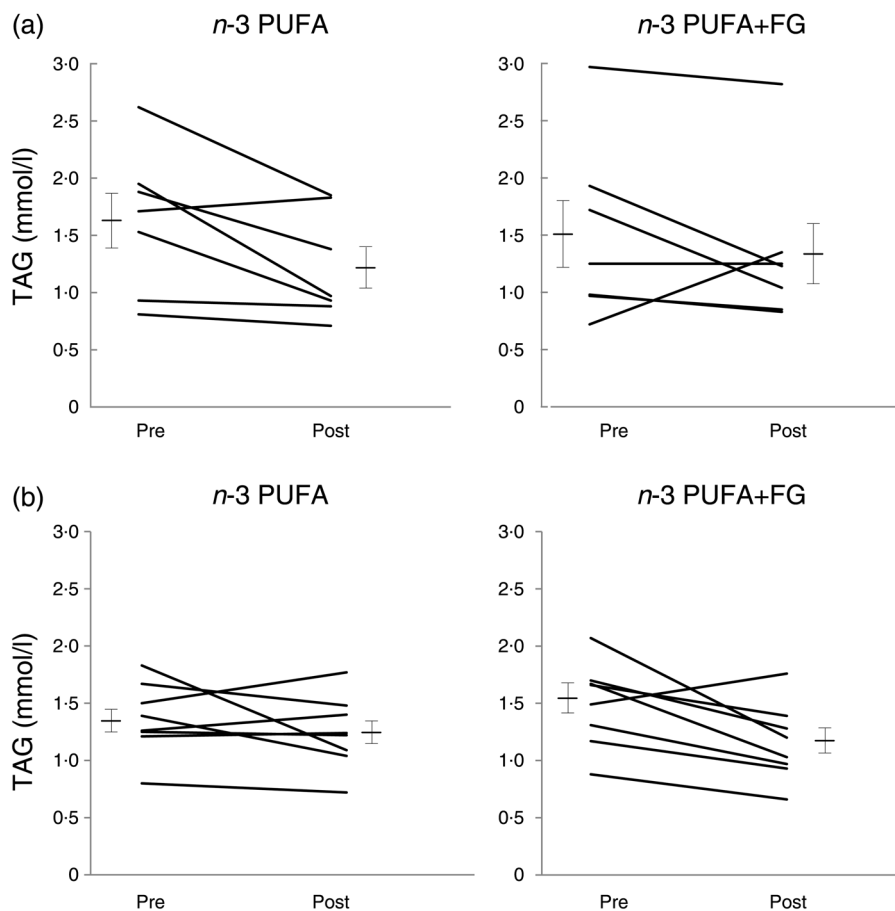 (a)
n-3 PUFA
n-3 PUFA+FG
TAG (mmol/l)
3·0
2·5
2·0
1·5
1·0
0·5
0
Pre
Post
3·0
2·5
2·0
1·5
1·0
0·5
0
Pre
Post
(b)
n-3 PUFA
n-3 PUFA+FG
TAG (mmol/l)
3·0
2·5
2·0
1·5
1·0
0·5
0
Pre
Post
3·0
2·5
2·0
1·5
1·0
0·5
0
Pre
Post